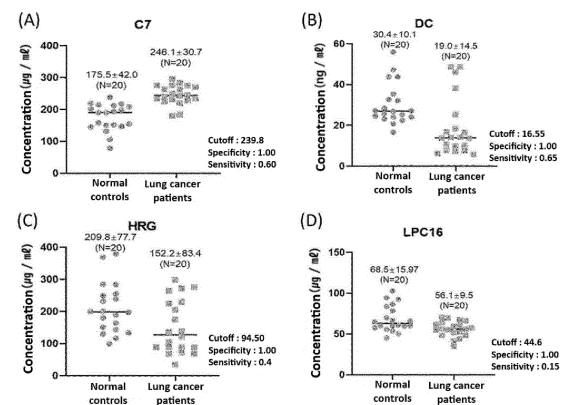 (A)
C7
Concentration (μg / ㎖)
400
300
200
100
0
175.5±42.0
(N=20)
246.1±30.7
(N=20)
Cutoff : 239.8
Specificity : 1.00
Sensitivity : 0.60
Normal
controls
Lung cancer
patients
(B)
DC
Concentration (ng / ㎖)
60
40
20
0
30.4±10.1
(N=20)
19.0±14.5
(N=20)
Cutoff : 16.55
Specificity : 1.00
Sensitivity : 0.65
Normal
controls
Lung cancer
patients
(C)
HRG
Concentration (μg / ㎖)
400
300
200
100
0
209.8±77.7
(N=20)
152.2±83.4
(N=20)
Cutoff : 94.50
Specificity : 1.00
Sensitivity : 0.4
Normal
controls
Lung cancer
patients
(D)
LPC16
Concentration (μg / ㎖)
150
100
50
0
68.5±15.97
(N=20)
56.1±9.5
(N=20)
Cutoff : 44.6
Specificity : 1.00
Sensitivity : 0.15
Normal
controls
Lung cancer
patients